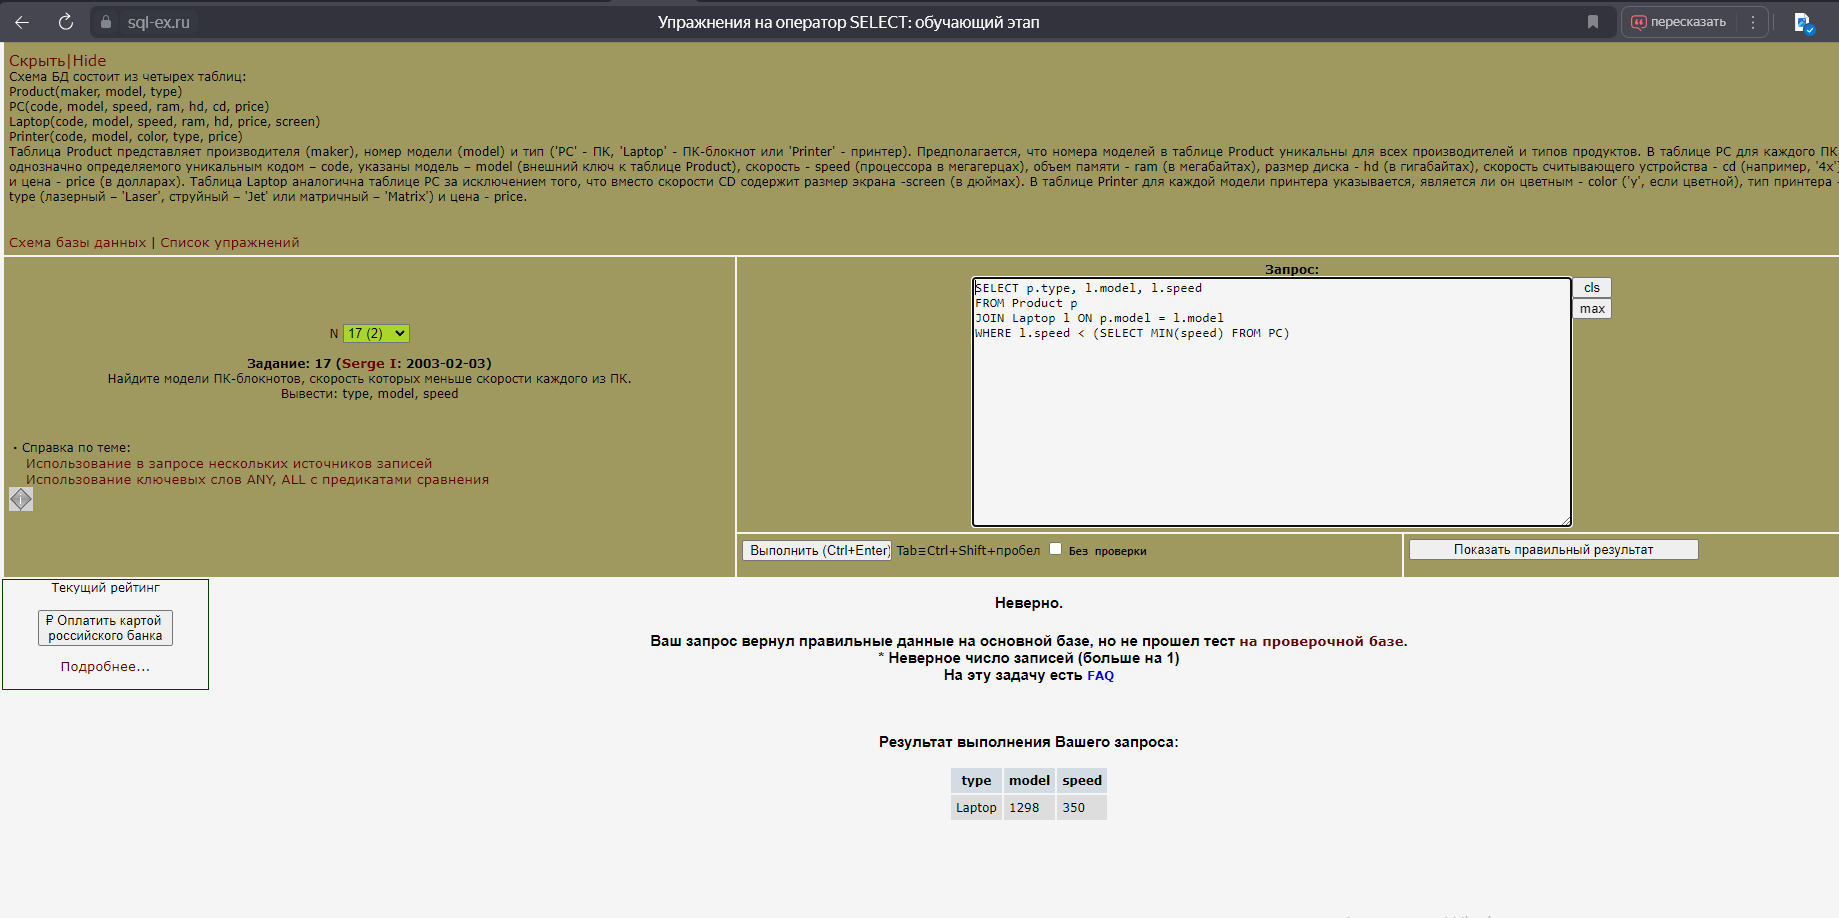 sql-ex.ru
Упражнения на оператор SELECT: обучающий этап
пересказать
Скрыть|Hide
Схема БД состоит из четырех таблиц:
Product(maker, model, type)
PC(code, model, speed, ram, hd, cd, price)
Laptop(code, model, speed, ram, hd, price, screen)
Printer(code, model, color, type, price)
Таблица Product представляет производителя (maker), номер модели (model) и тип ('PC' - ПК, 'Laptop' - ПК-блокнот или 'Printer' - принтер). Предполагается, что номера моделей в таблице Product уникальны для всех производителей и типов продуктов. В таблице PC для каждого ПК,
однозначно определяемого уникальным кодом – code, указаны модель – model (внешний ключ к таблице Product), скорость - speed (процессора в мегагерцах), объем памяти - ram (в мегабайтах), размер диска - hd (в гигабайтах), скорость считывающего устройства - cd (например, '4x')
и цена - price (в долларах). Таблица Laptop аналогична таблице PC за исключением того, что вместо скорости CD содержит размер экрана -screen (в дюймах). В таблице Printer для каждой модели принтера указывается, является ли он цветным - color ('y', если цветной), тип принтера -
type (лазерный – 'Laser', струйный – 'Jet' или матричный – 'Matrix') и цена - price.
Схема базы данных | Список упражнений
N 17 (2)
Задание: 17 (Serge I: 2003-02-03)
Найдите модели ПК-блокнотов, скорость которых меньше скорости каждого из ПК.
Вывести: type, model, speed
· Справка по теме:
Использование в запросе нескольких источников записей
Использование ключевых слов ANY, ALL с предикатами сравнения
Запрос:
SELECT p.type, l.model, l.speed
FROM Product p
JOIN Laptop l ON p.model = l.model
WHERE l.speed < (SELECT MIN(speed) FROM PC)
cls
max
Выполнить (Ctrl+Enter) Tab≡Ctrl+Shift+пробел Без проверки
Показать правильный результат
Текущий рейтинг
₽ Оплатить картой
российского банка
Подробнее...
Неверно.
Ваш запрос вернул правильные данные на основной базе, но не прошел тест на проверочной базе.
* Неверное число записей (больше на 1)
На эту задачу есть FAQ
Результат выполнения Вашего запроса:
type model speed
Laptop 1298 350